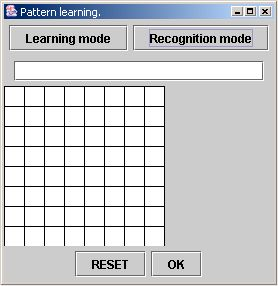 Pattern learning.
Learning mode Recognition mode
RESET OK